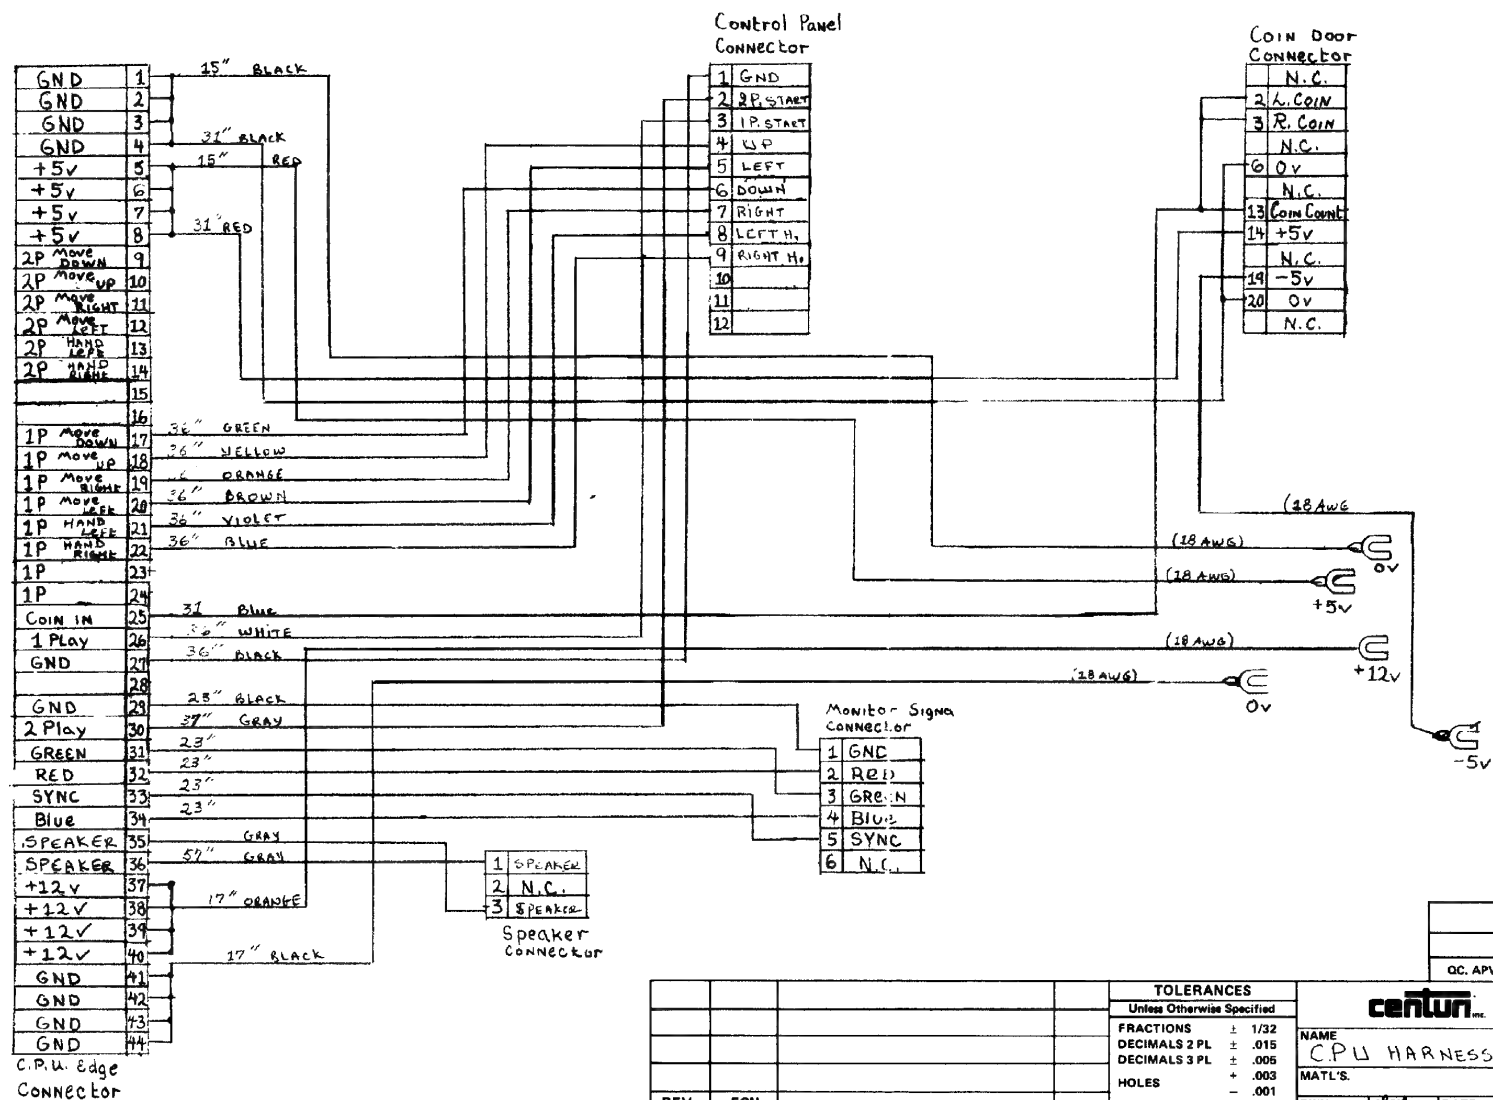 Control Panel
Connector
COIN DOOR
Connector
GND 1
GND 2
GND 3
GND 4
+5v 5
+5v 6
+5v 7
+5v 8
2P Move DOWN 9
2P Move UP 10
2P Move RIGHT 11
2P Move LEFT 12
2P HAND LEFT 13
2P HAND RIGHT 14
15
16
1P Move DOWN 17
1P Move UP 18
1P Move RIGHT 19
1P Move LEFT 20
1P HAND LEFT 21
1P HAND RIGHT 22
1P 23
1P 24
COIN IN 25
1 Play 26
GND 27
28
GND 29
2 Play 30
GREEN 31
RED 32
SYNC 33
Blue 34
SPEAKER 35
SPEAKER 36
+12v 37
+12v 38
+12v 39
+12v 40
GND 41
GND 42
GND 43
GND 44
C.P.U. Edge
Connector
15" BLACK
31" BLACK
15" RED
31" RED
36" GREEN
36" YELLOW
36" ORANGE
36" BROWN
36" VIOLET
36" BLUE
31 Blue
36" WHITE
36" BLACK
23" BLACK
37" GRAY
23"
23"
23"
23"
GRAY
57" GRAY
17" ORANGE
17" BLACK
1 GND
2 2P. START
3 1P. START
4 UP
5 LEFT
6 DOWN
7 RIGHT
8 LEFT H.
9 RIGHT H.
10
11
12
N.C.
2 L. COIN
3 R. COIN
N.C.
6 0v
N.C.
13 Coin Count
14 +5v
N.C.
19 -5v
20 0v
N.C.
(18 AWG
(18 AWG)
0v
(18 AWG)
+5v
(18 AWG)
+12v
(18 AWG)
0v
-5v
Monitor Signa
Connector
1 GND
2 Red
3 GReeN
4 Blue
5 SYNC
6 N.C.
1 SPEAKER
2 N.C.
3 SPEAKER
Speaker
Connector
QC. APV
TOLERANCES
Unless Otherwise Specified
FRACTIONS ± 1/32
DECIMALS 2 PL ± .015
DECIMALS 3 PL ± .005
HOLES + .003
− .001
centuri inc.
NAME
C.P.U HARNESS
MATL'S.
REV. ECN